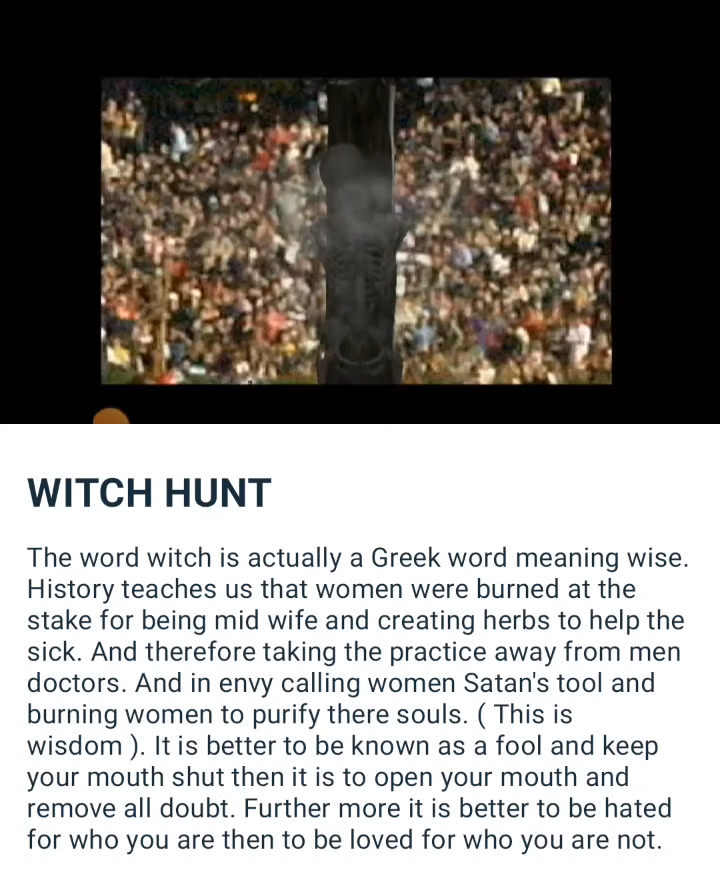 WITCH HUNT
The word witch is actually a Greek word meaning wise.
History teaches us that women were burned at the
stake for being mid wife and creating herbs to help the
sick. And therefore taking the practice away from men
doctors. And in envy calling women Satan's tool and
burning women to purify there souls. ( This is
wisdom ). It is better to be known as a fool and keep
your mouth shut then it is to open your mouth and
remove all doubt. Further more it is better to be hated
for who you are then to be loved for who you are not.